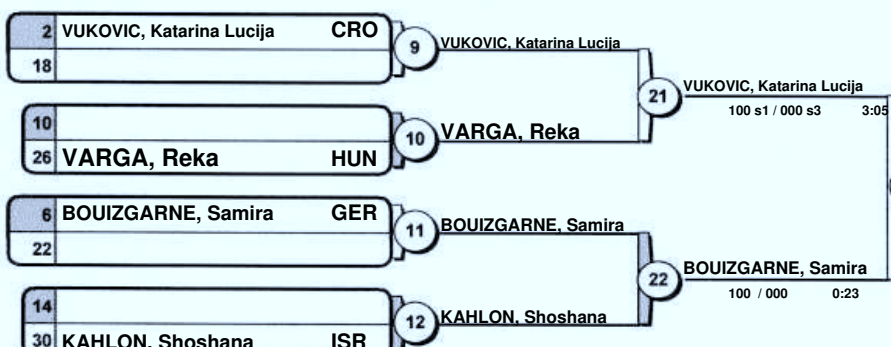 2 VUKOVIC, Katarina Lucija CRO
18
9
VUKOVIC, Katarina Lucija
21
VUKOVIC, Katarina Lucija
100 s1 / 000 s3 3:05
10
26 VARGA, Reka HUN
10
VARGA, Reka
6 BOUIZGARNE, Samira GER
22
11
BOUIZGARNE, Samira
22
BOUIZGARNE, Samira
100 / 000 0:23
14
30 KAHLON, Shoshana ISR
12
KAHLON, Shoshana